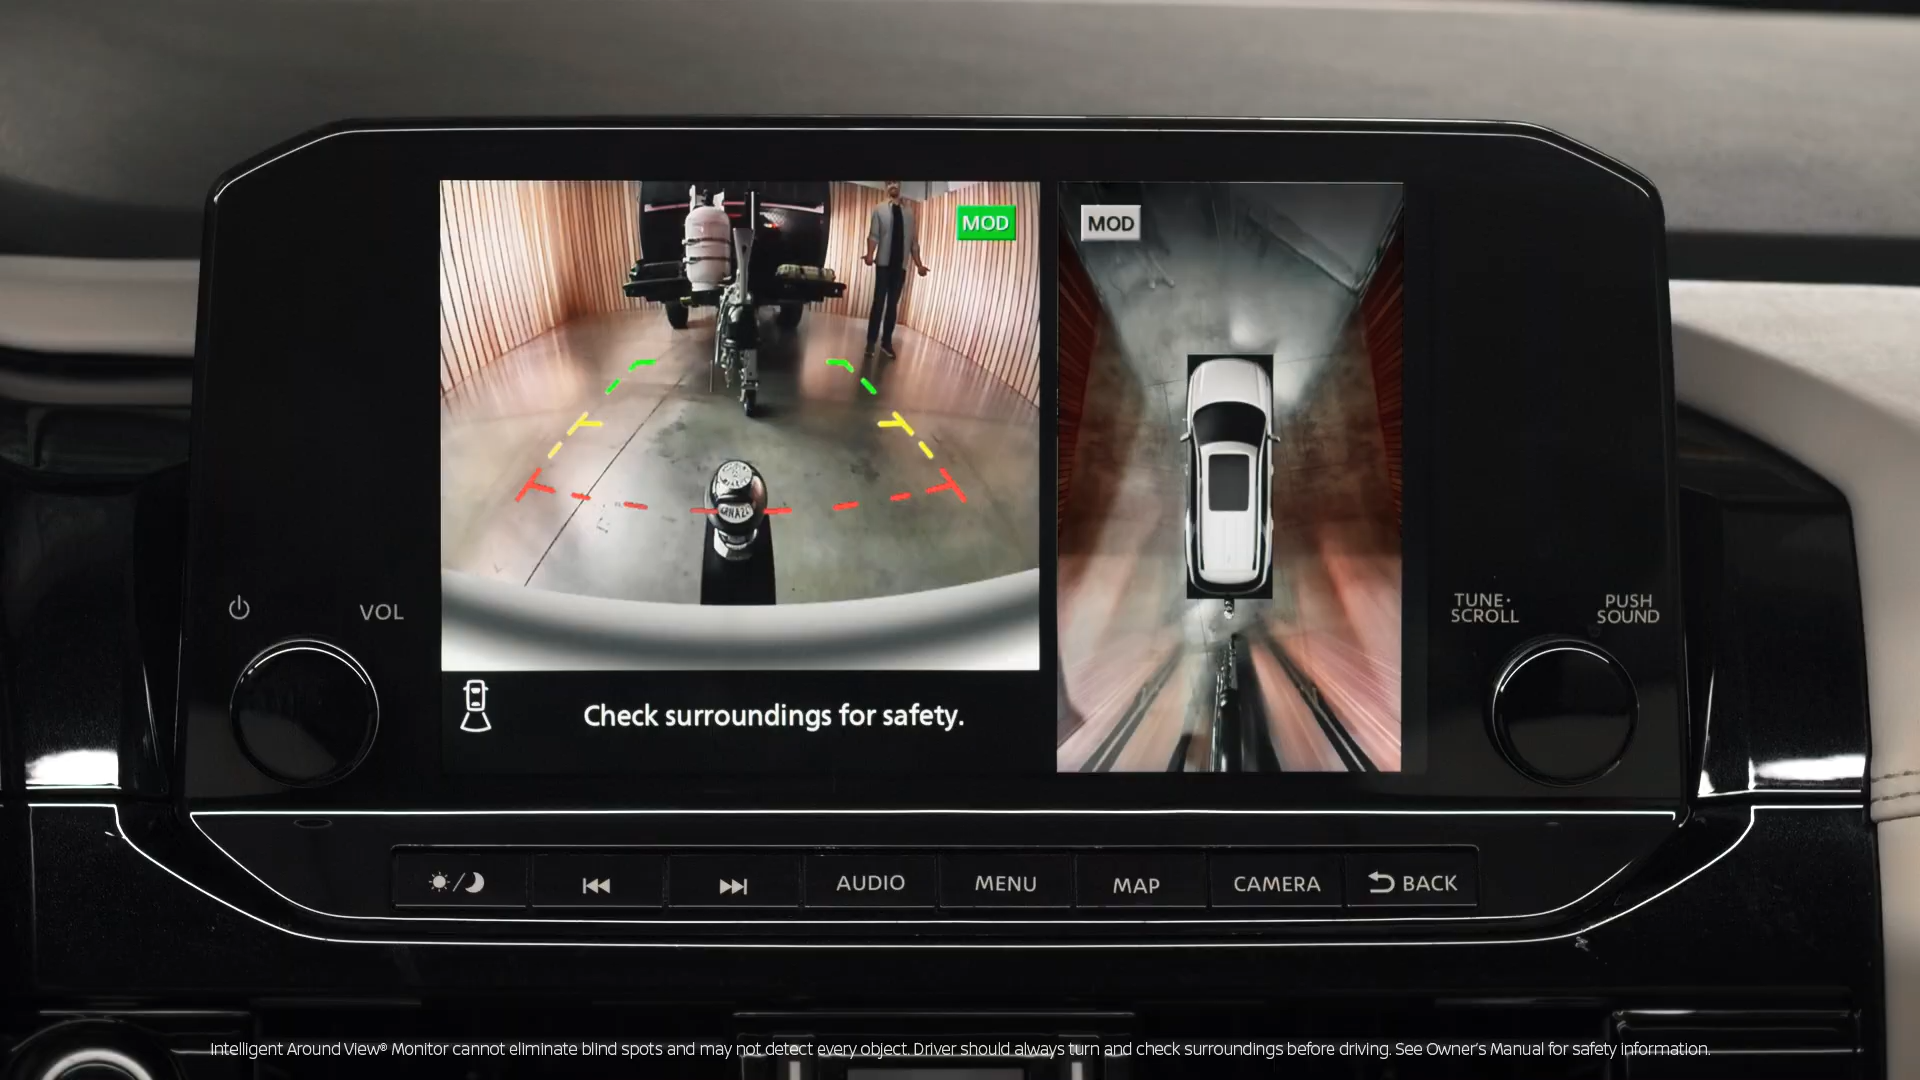 MOD
MOD
VOL
TUNE·
SCROLL
PUSH
SOUND
Check surroundings for safety.
AUDIO
MENU
MAP
CAMERA
BACK
Intelligent Around View® Monitor cannot eliminate blind spots and may not detect every object. Driver should always turn and check surroundings before driving. See Owner's Manual for safety information.